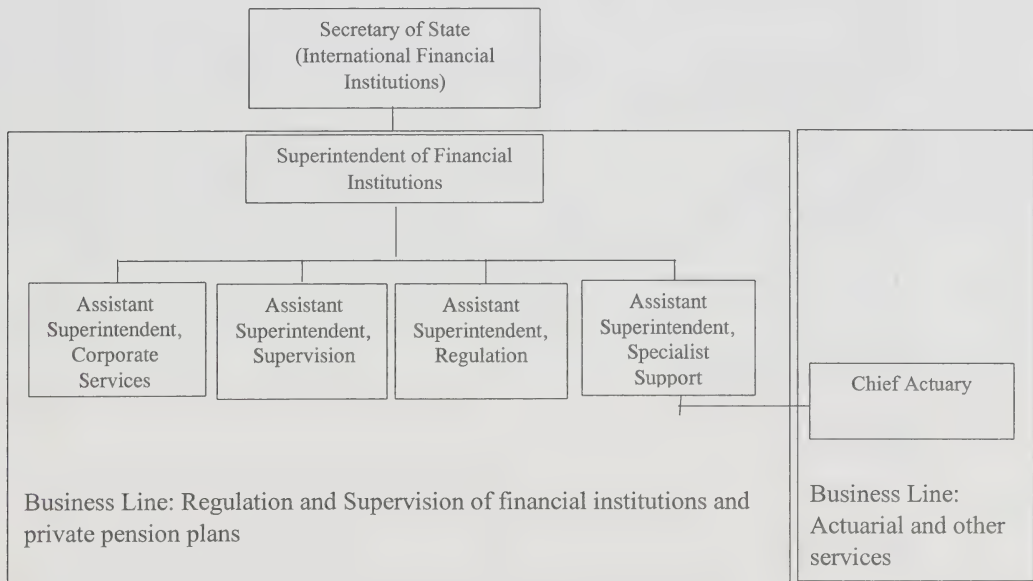 Secretary of State
(International Financial
Institutions)
Superintendent of Financial
Institutions
Assistant
Superintendent,
Corporate
Services
Assistant
Superintendent,
Supervision
Assistant
Superintendent,
Regulation
Assistant
Superintendent,
Specialist
Support
Chief Actuary
Business Line: Regulation and Supervision of financial institutions and
private pension plans
Business Line:
Actuarial and other
services